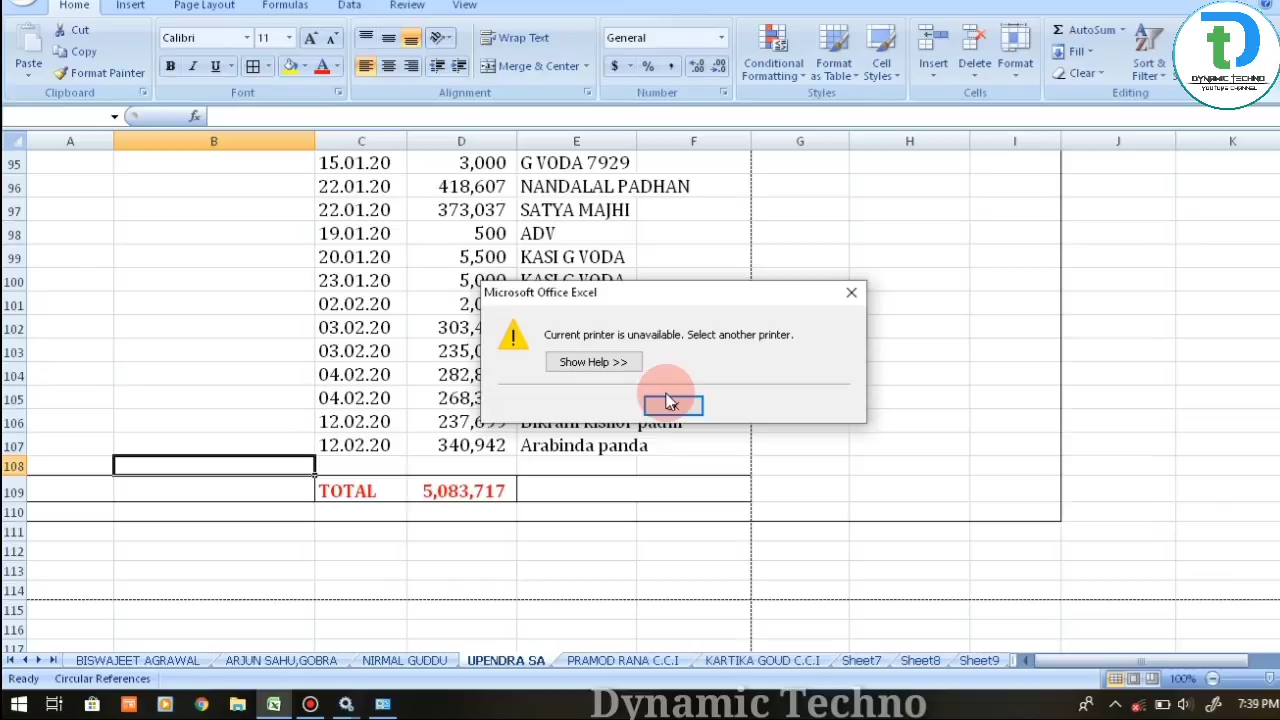 Home Insert Page Layout Formulas Data Review View
Cut
Copy
Format Painter
Paste
Clipboard
Calibri 11 A A
B I U A
Font
Wrap Text
Merge & Center
Alignment
General
$ % ,
Number
Conditional Formatting
Format as Table
Cell Styles
Styles
Insert Delete Format
Cells
AutoSum
Fill
Clear
Sort & Filter
Editing
DYNAMIC TECHNO
YOUTUBE CHANNEL
fx
A B C D E F G H I J K
95 15.01.20 3,000 G VODA 7929
96 22.01.20 418,607 NANDALAL PADHAN
97 22.01.20 373,037 SATYA MAJHI
98 19.01.20 500 ADV
99 20.01.20 5,500 KASI G VODA
100 23.01.20 KASI G VODA
101 02.02.20
102 03.02.20
103 03.02.20
104 04.02.20
105 04.02.20
106 12.02.20 kishor
107 12.02.20 340,942 Arabinda panda
108
109 TOTAL 5,083,717
110
111
112
113
114
115
116
117
Microsoft Office Excel
Current printer is unavailable. Select another printer.
Show Help >>
BISWAJEET AGRAWAL ARJUN SAHU,GOBRA NIRMAL GUDDU UPENDRA SA PRAMOD RANA C.C.I KARTIKA GOUD C.C.I Sheet7 Sheet8 Sheet9
Ready Circular References 100%
Dynamic Techno
7:39 PM